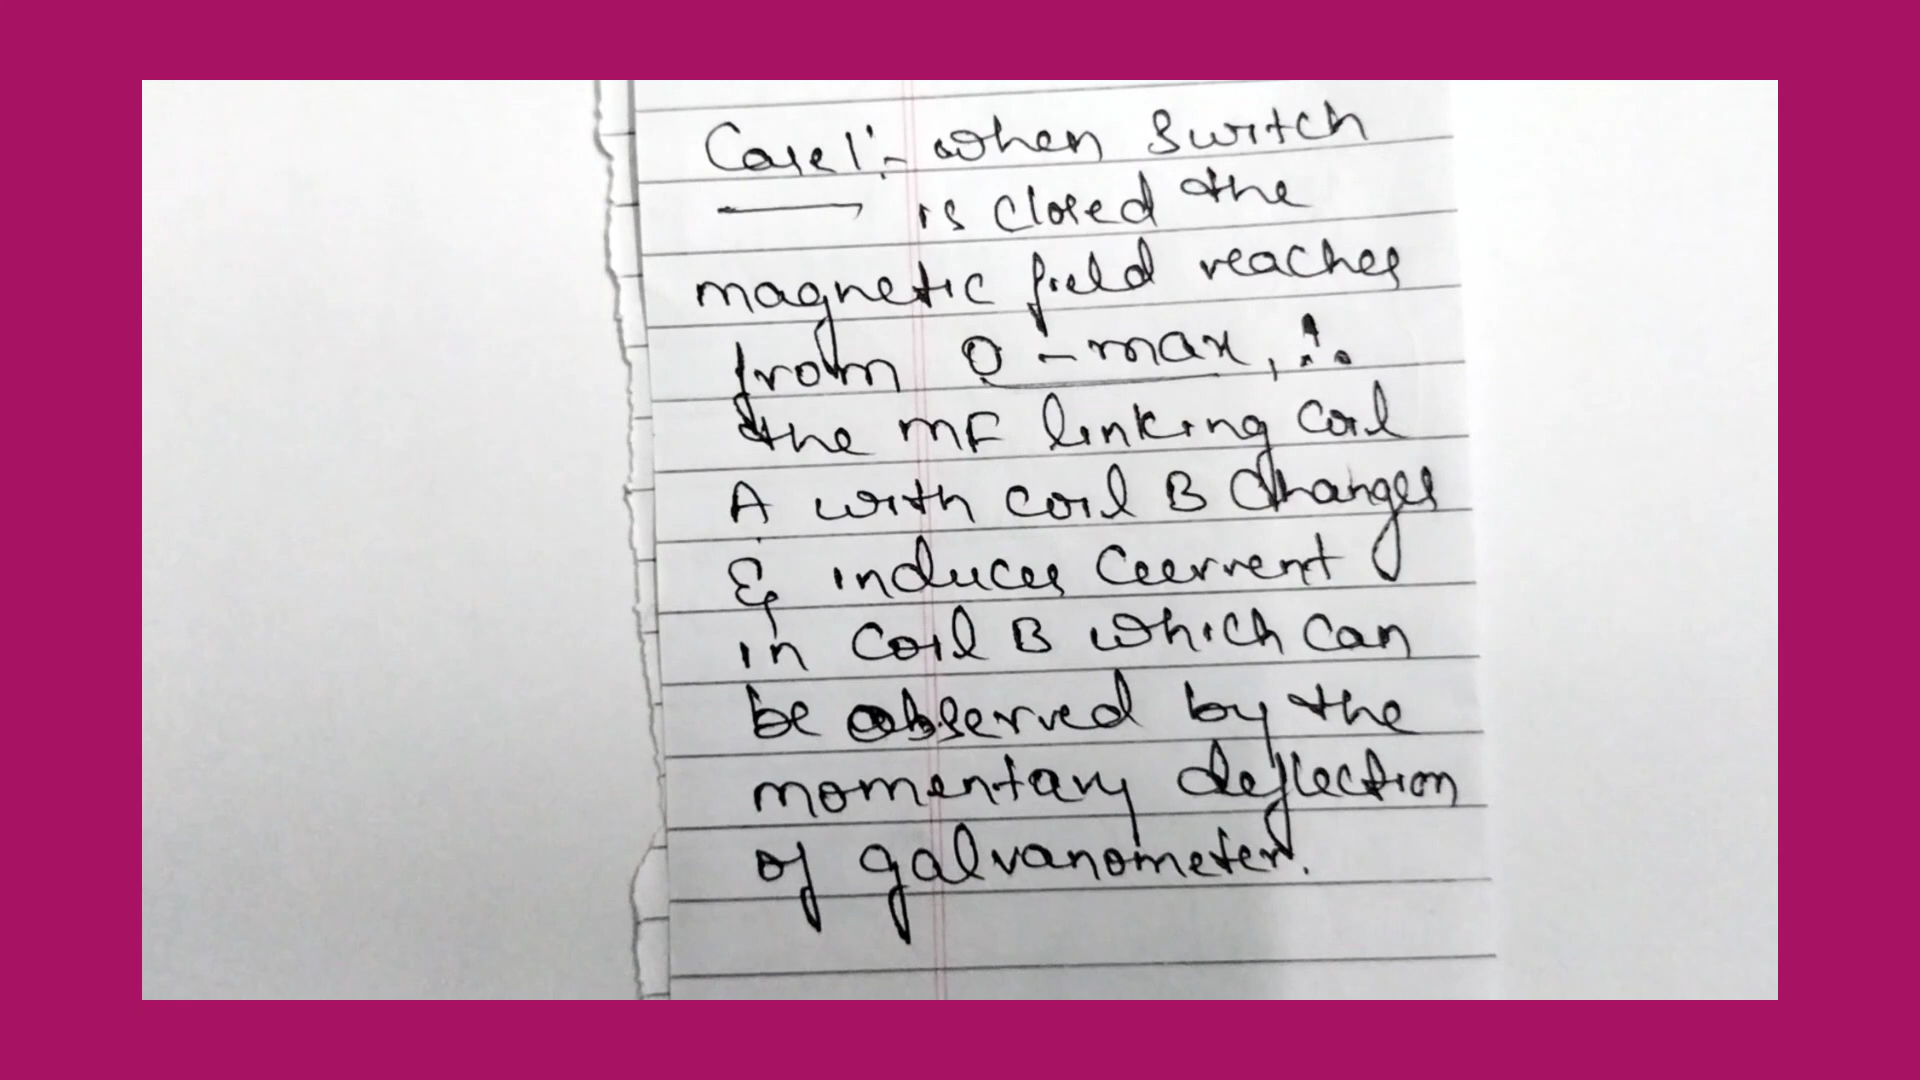 Case 1:- when switch
is closed the
magnetic field reaches
from 0 - max, ∴
the MF linking coil
A with coil B changes
& induces current
in coil B which can
be observed by the
momentary deflection
of galvanometer.